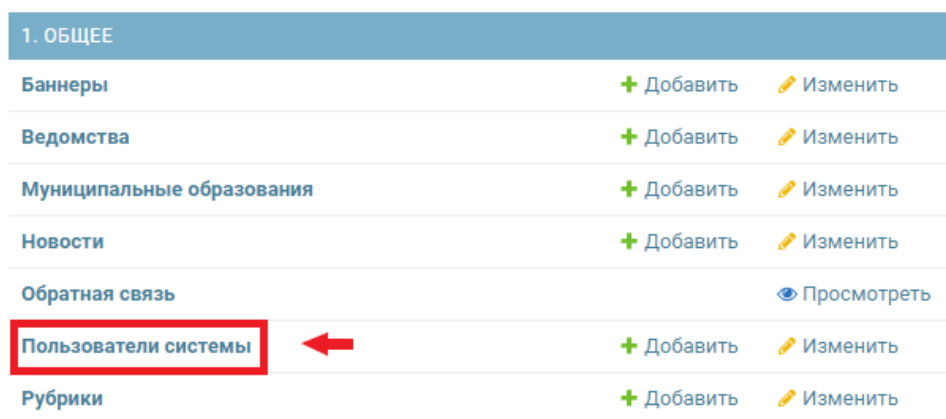 1. ОБЩЕЕ
Баннеры Добавить Изменить
Ведомства Добавить Изменить
Муниципальные образования Добавить Изменить
Новости Добавить Изменить
Обратная связь Просмотреть
Пользователи системы Добавить Изменить
Рубрики Добавить Изменить